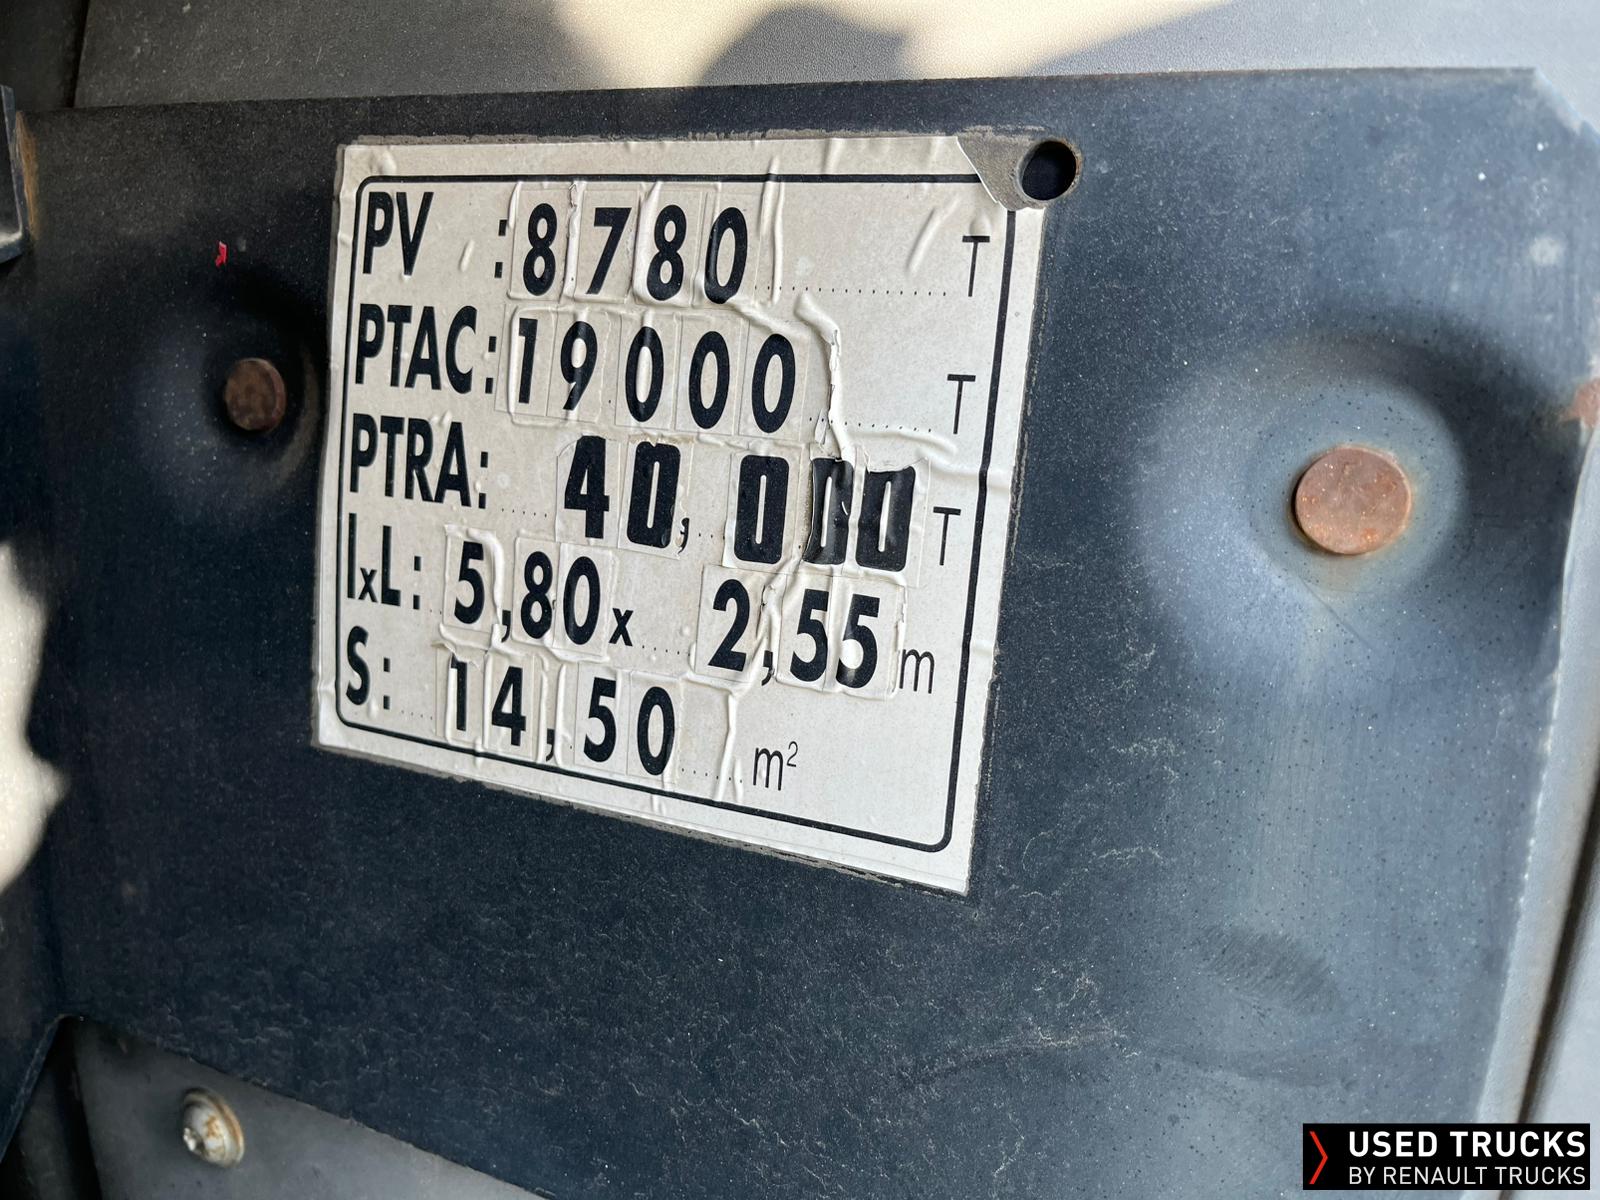 PV : 8780 T
PTAC: 19000 T
PTRA: 40,000 T
lxL: 5,80 x 2,55 m
S: 14,50 m²
USED TRUCKS
BY RENAULT TRUCKS